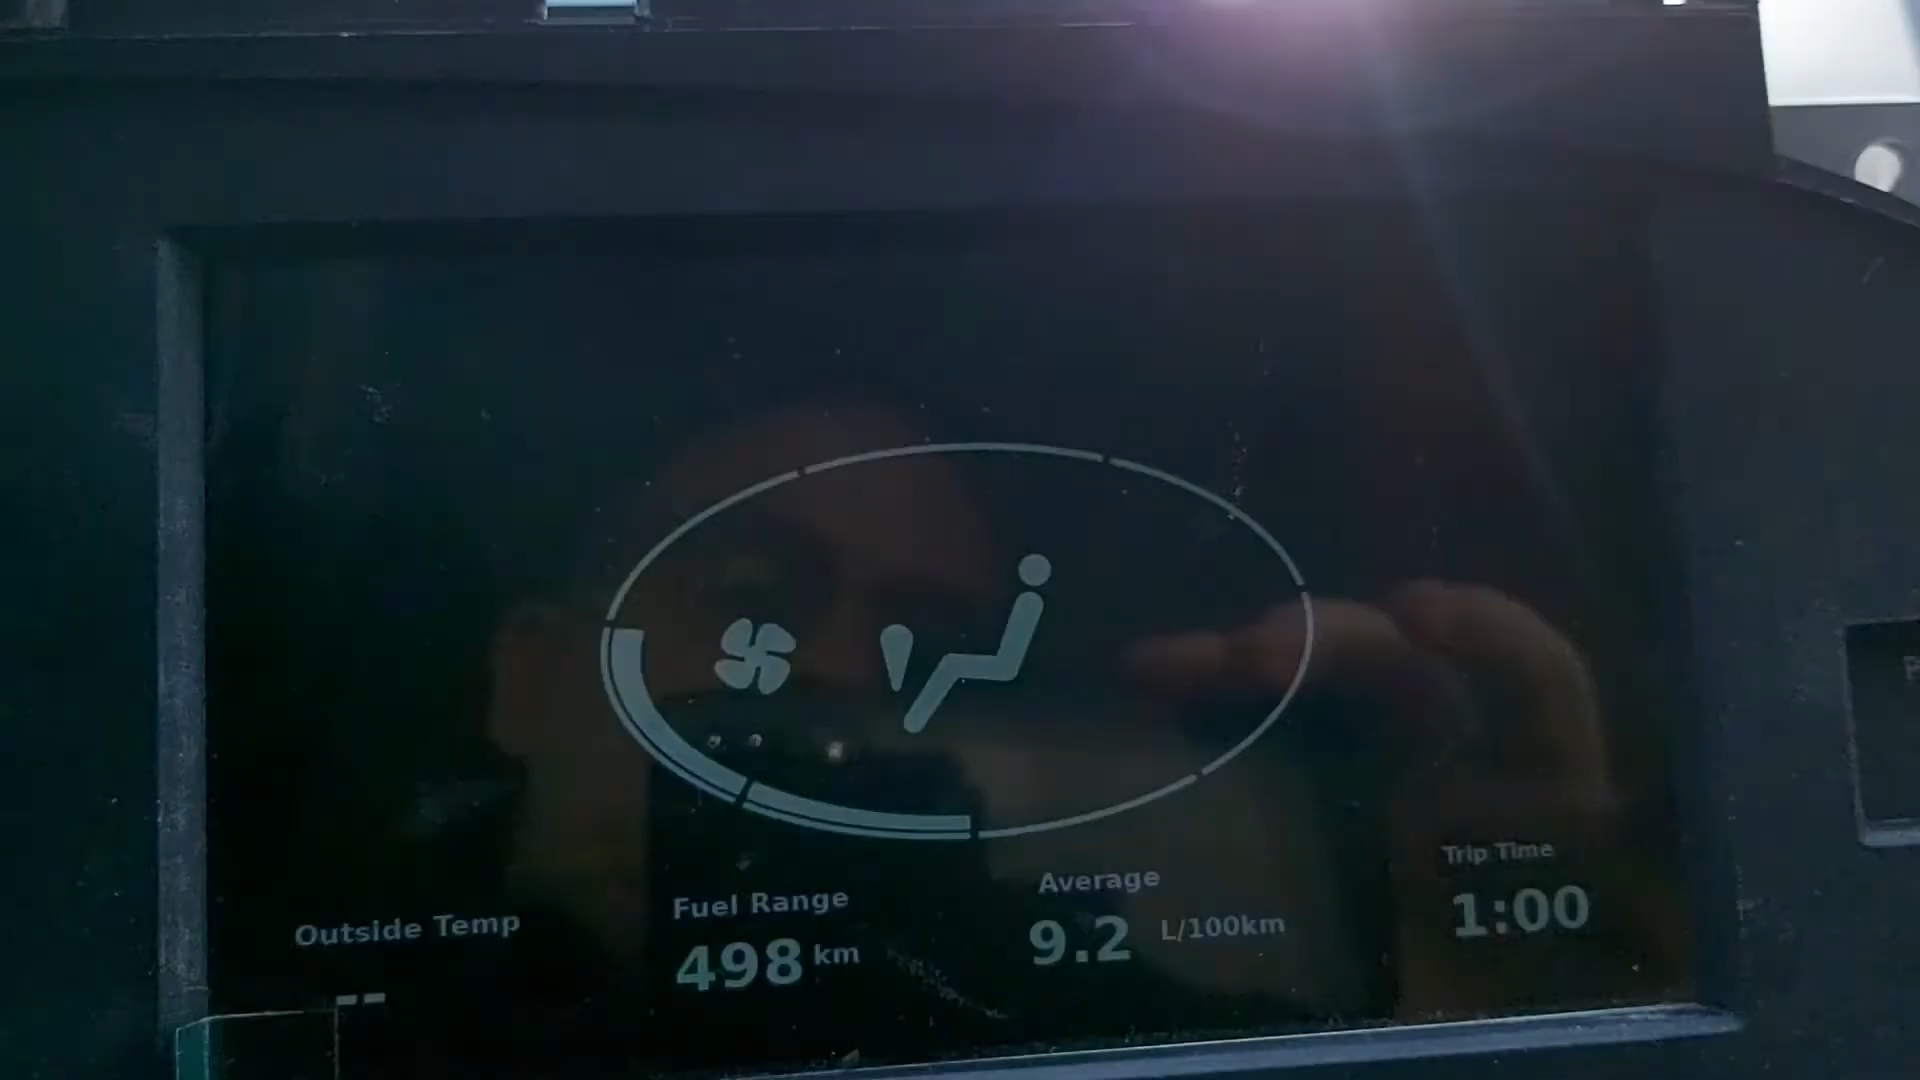 Outside Temp
--
Fuel Range
498 km
Average
9.2 L/100km
Trip Time
1:00